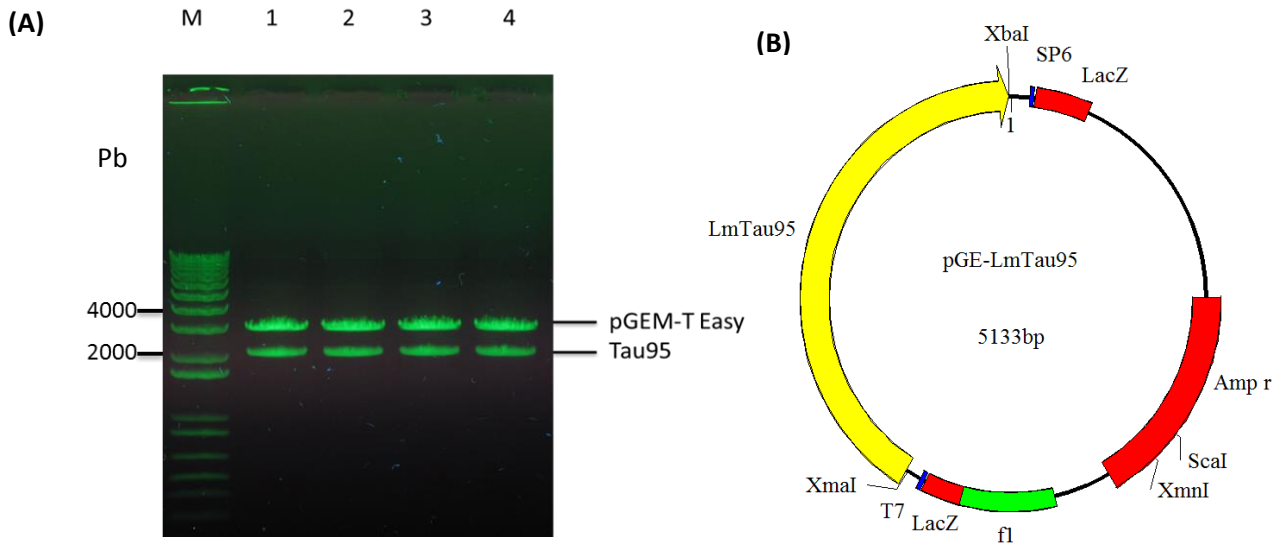 (A)
M 1 2 3 4
Pb
4000
2000
pGEM-T Easy
Tau95
(B)
XbaI
SP6
LacZ
1
LmTau95
pGE-LmTau95
5133bp
Amp r
ScaI
XmnI
XmaI
T7
LacZ
f1